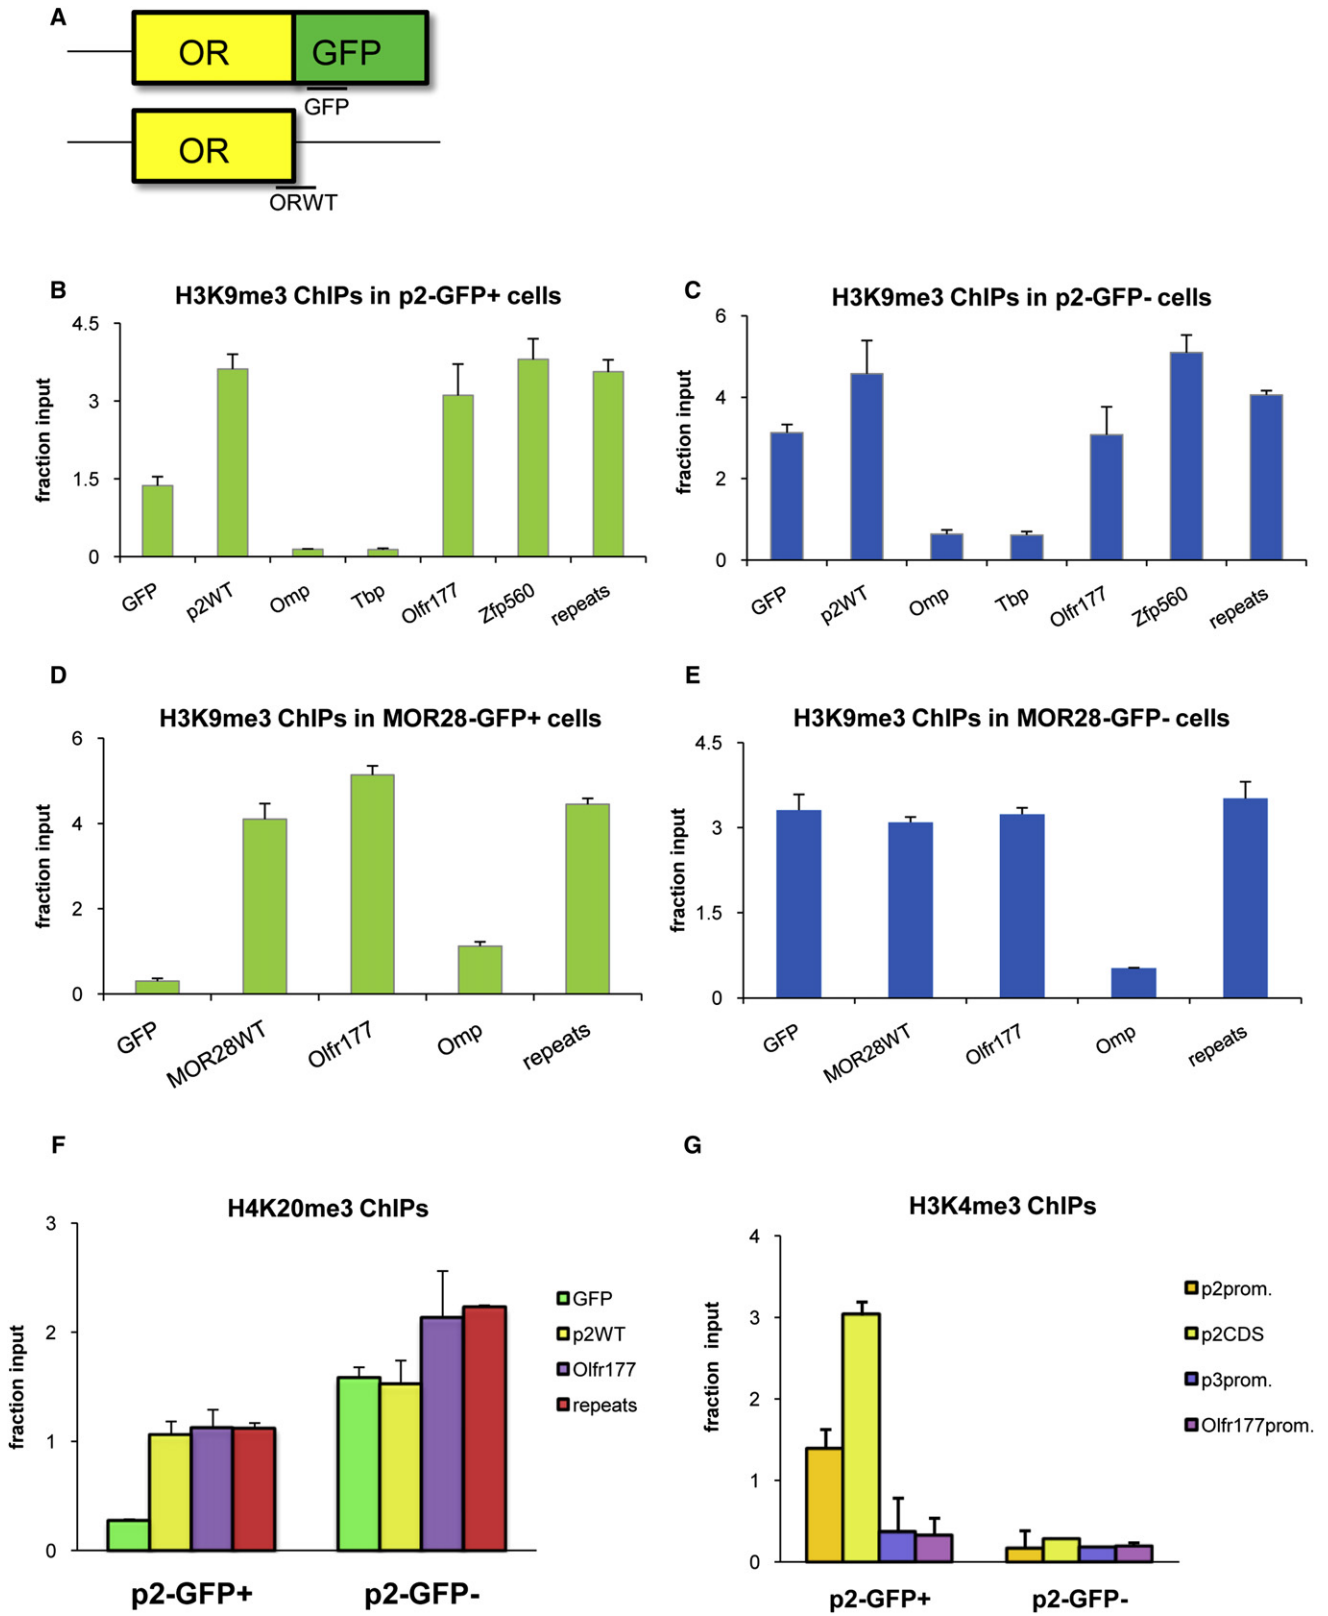 A
OR GFP
GFP
OR
ORWT
B
H3K9me3 ChIPs in p2-GFP+ cells
fraction input
4.5
3
1.5
0
GFP p2WT Omp Tbp Olfr177 Zfp560 repeats
C
H3K9me3 ChIPs in p2-GFP- cells
fraction input
6
4
2
0
GFP p2WT Omp Tbp Olfr177 Zfp560 repeats
D
H3K9me3 ChIPs in MOR28-GFP+ cells
fraction input
6
4
2
0
GFP MOR28WT Olfr177 Omp repeats
E
H3K9me3 ChIPs in MOR28-GFP- cells
fraction input
4.5
3
1.5
0
GFP MOR28WT Olfr177 Omp repeats
F
H4K20me3 ChIPs
fraction input
3
2
1
0
GFP
p2WT
Olfr177
repeats
p2-GFP+ p2-GFP-
G
H3K4me3 ChIPs
fraction input
4
3
2
1
0
p2prom.
p2CDS
p3prom.
Olfr177prom.
p2-GFP+ p2-GFP-